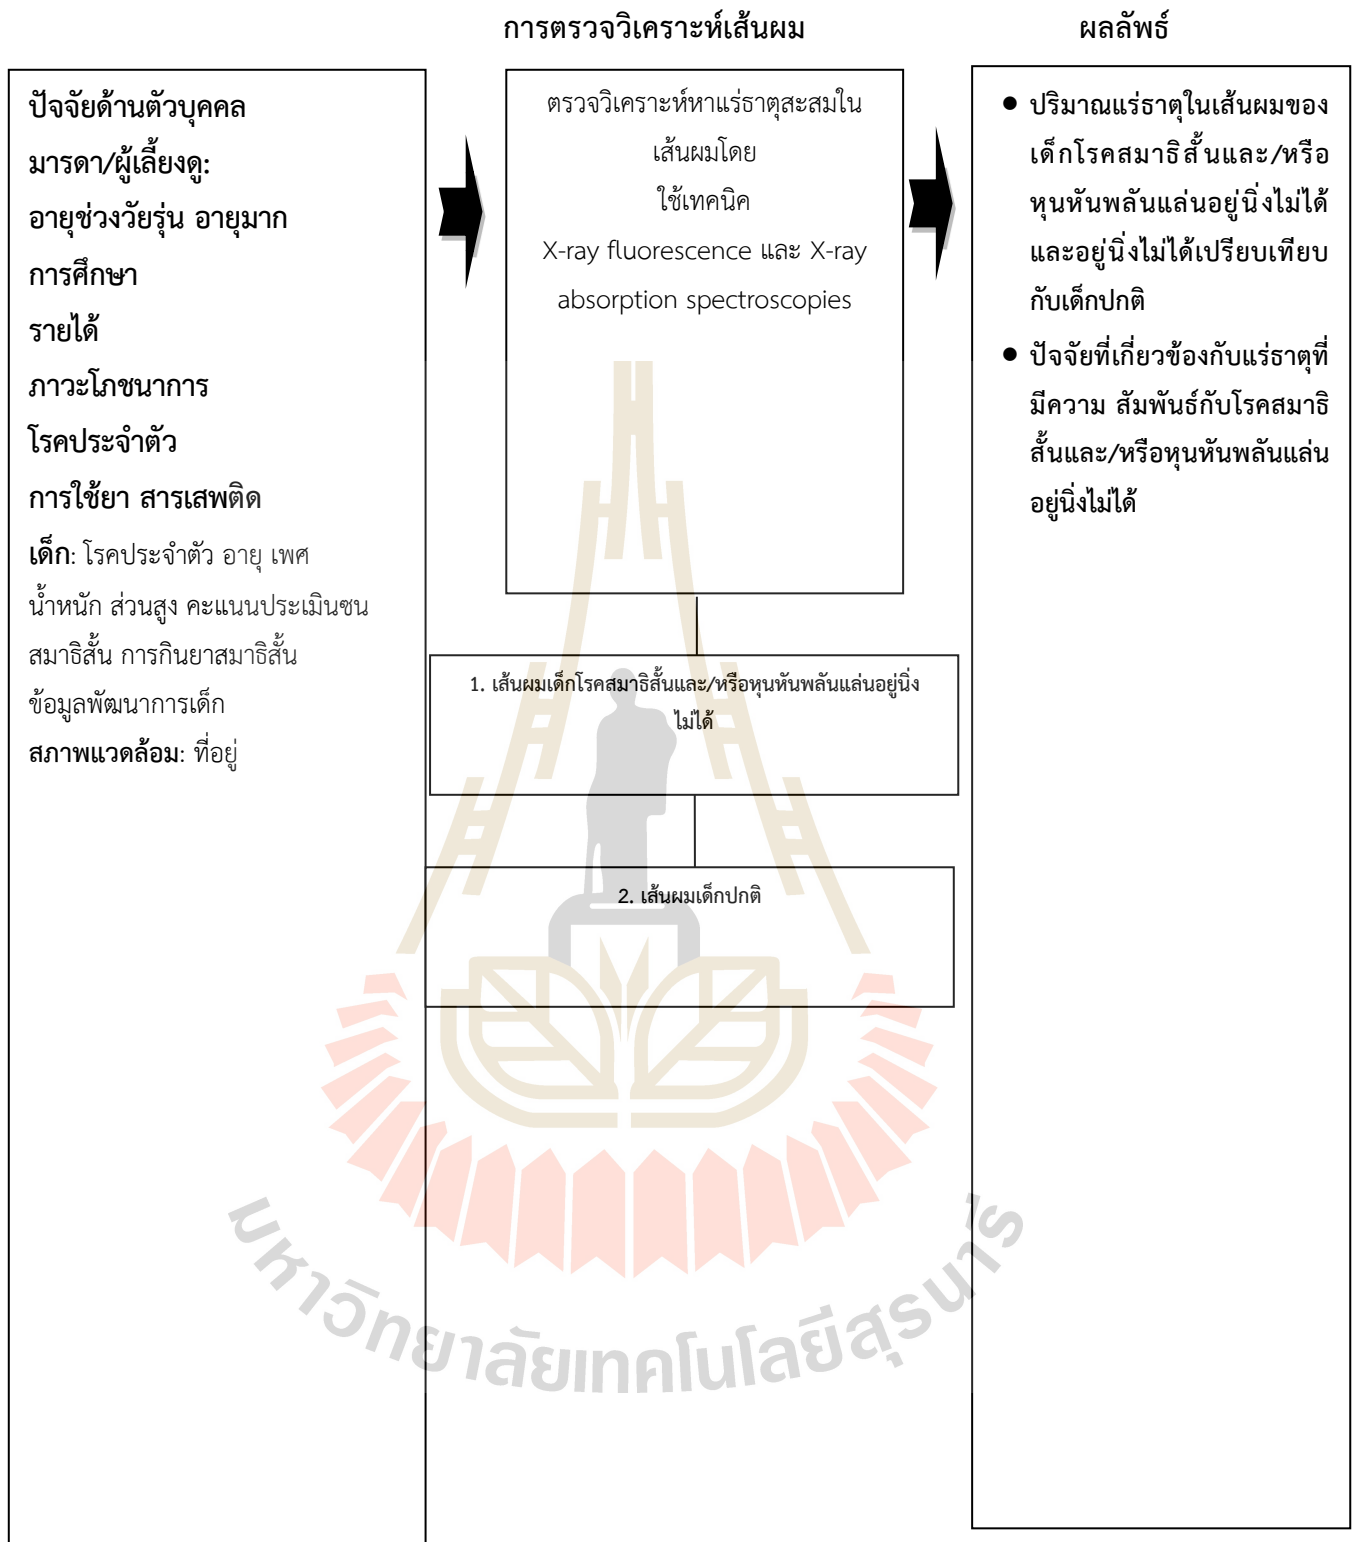 การตรวจวิเคราะห์เส้นผม
ผลลัพธ์
ปัจจัยด้านตัวบุคคล
มารดา/ผู้เลี้ยงดู:
อายุช่วงวัยรุ่น อายุมาก
การศึกษา
รายได้
ภาวะโภชนาการ
โรคประจำตัว
การใช้ยา สารเสพติด
เด็ก: โรคประจำตัว อายุ เพศ
น้ำหนัก ส่วนสูง คะแนนประเมินซน
สมาธิสั้น การกินยาสมาธิสั้น
ข้อมูลพัฒนาการเด็ก
สภาพแวดล้อม: ที่อยู่
ตรวจวิเคราะห์หาแร่ธาตุสะสมใน
เส้นผมโดย
ใช้เทคนิค
X-ray fluorescence และ X-ray
absorption spectroscopies
1. เส้นผมเด็กโรคสมาธิสั้นและ/หรือหุนหันพลันแล่นอยู่นิ่ง
ไม่ได้
2. เส้นผมเด็กปกติ
● ปริมาณแร่ธาตุในเส้นผมของ
เด็กโรคสมาธิสั้นและ/หรือ
หุนหันพลันแล่นอยู่นิ่งไม่ได้
และอยู่นิ่งไม่ได้เปรียบเทียบ
กับเด็กปกติ
● ปัจจัยที่เกี่ยวข้องกับแร่ธาตุที่
มีความ สัมพันธ์กับโรคสมาธิ
สั้นและ/หรือหุนหันพลันแล่น
อยู่นิ่งไม่ได้
มหาวิทยาลัยเทคโนโลยีสุรนารี